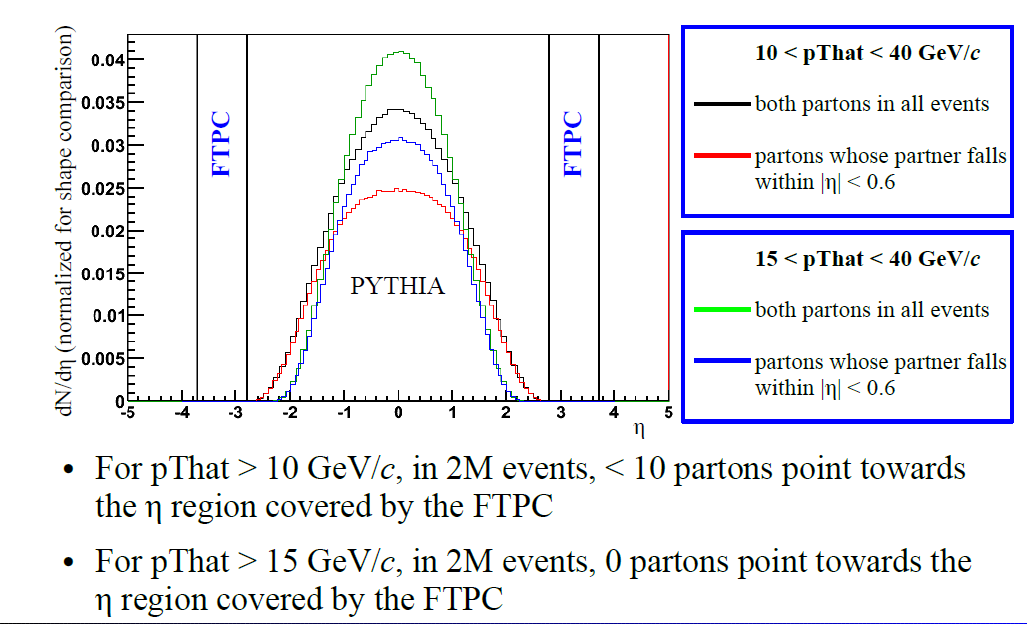 dN/dη (normalized for shape comparison)
0.04
0.035
0.03
0.025
0.02
0.015
0.01
0.005
0
-5 -4 -3 -2 -1 0 1 2 3 4 5
η
FTPC
FTPC
PYTHIA
10 < pThat < 40 GeV/c
both partons in all events
partons whose partner falls
within |η| < 0.6
15 < pThat < 40 GeV/c
both partons in all events
partons whose partner falls
within |η| < 0.6
• For pThat > 10 GeV/c, in 2M events, < 10 partons point towards
the η region covered by the FTPC
• For pThat > 15 GeV/c, in 2M events, 0 partons point towards the
η region covered by the FTPC